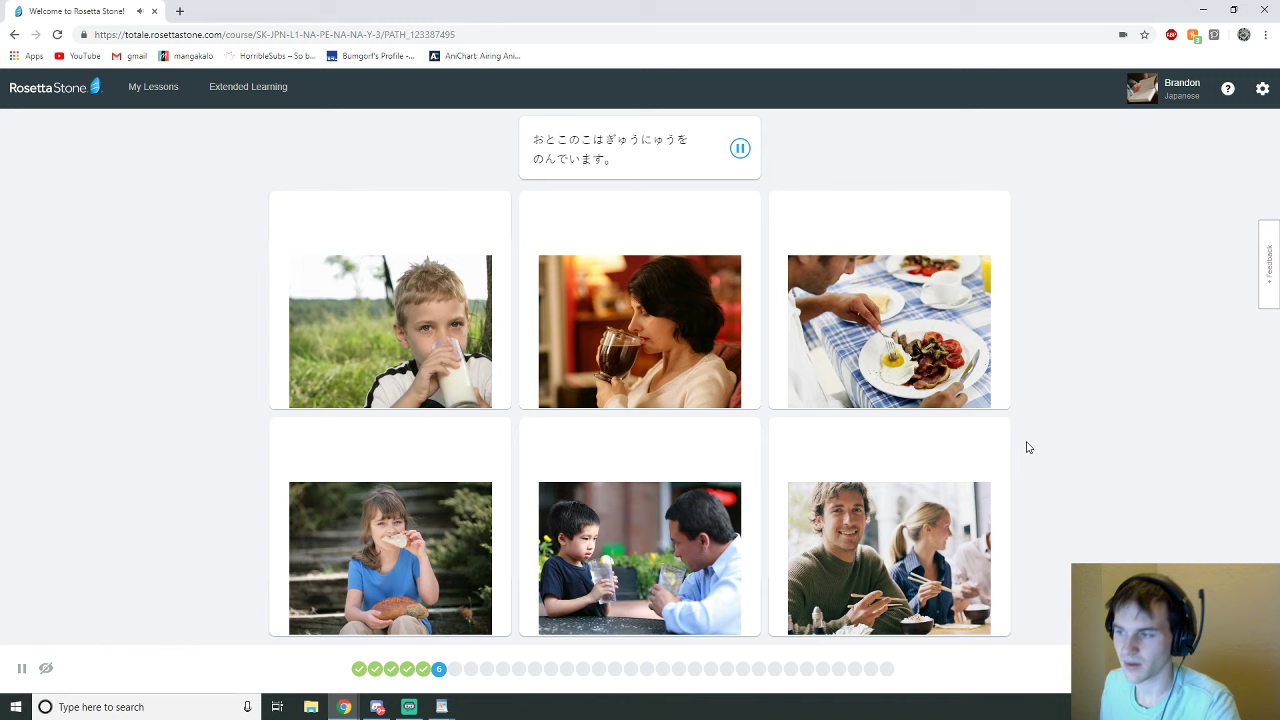 Welcome to Rosetta Stone!
https://totale.rosettastone.com/course/SK-JPN-L1-NA-PE-NA-NA-Y-3/PATH_123387495
Apps
YouTube
gmail
mangakalo
HorribleSubs – So b...
Bumgorf's Profile -...
AniChart: Airing Ani...
RosettaStone
My Lessons
Extended Learning
Brandon
Japanese
おとこのこはぎゅうにゅうを
のんでいます。
+ Feedback
6
Type here to search